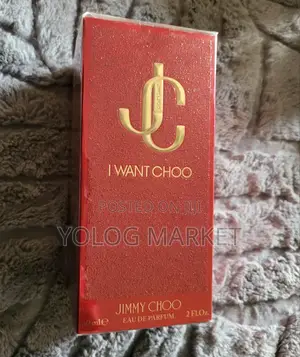 JC
I WANT CHOO
YOLOG MARKET
JIMMY CHOO
EAU DE PARFUM
2 FL.Oz.